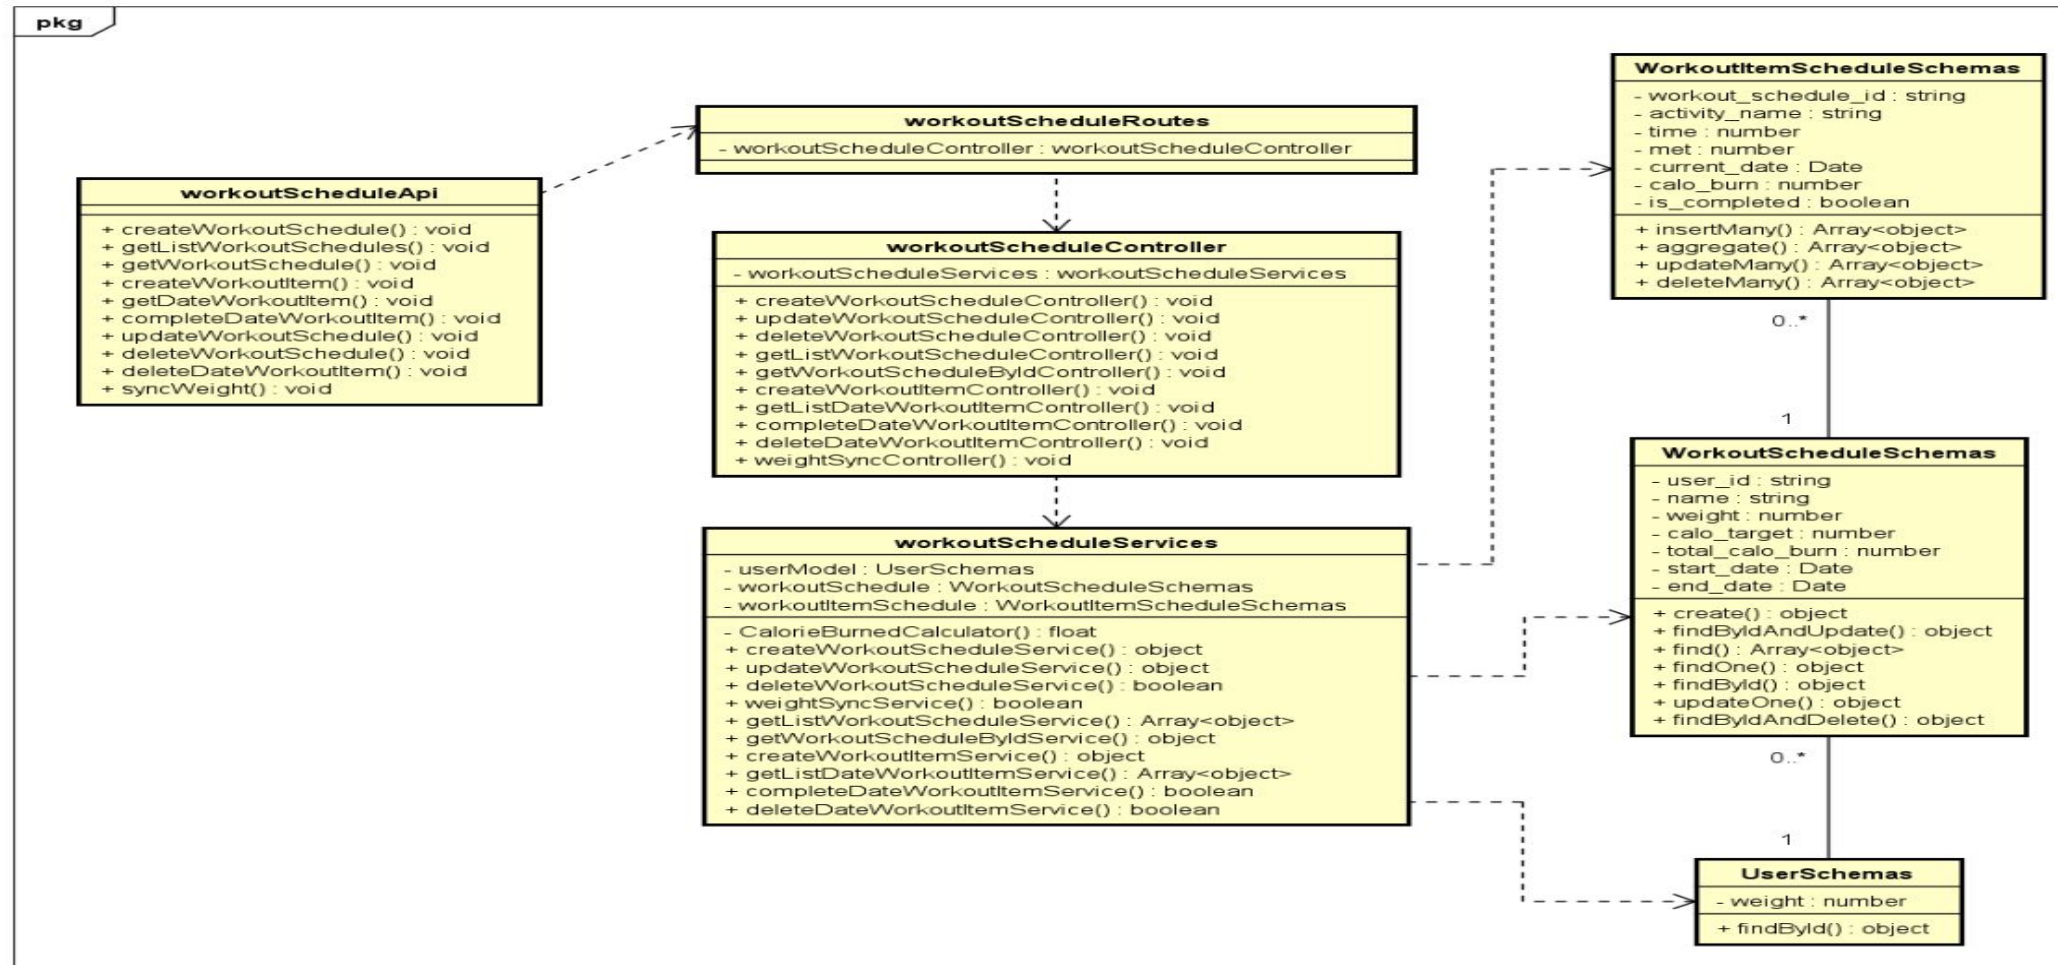 pkg
workoutScheduleApi
+ createWorkoutSchedule() : void
+ getListWorkoutSchedules() : void
+ getWorkoutSchedule() : void
+ createWorkoutItem() : void
+ getDateWorkoutItem() : void
+ completeDateWorkoutItem() : void
+ updateWorkoutSchedule() : void
+ deleteWorkoutSchedule() : void
+ deleteDateWorkoutItem() : void
+ syncWeight() : void
workoutScheduleRoutes
- workoutScheduleController : workoutScheduleController
workoutScheduleController
- workoutScheduleServices : workoutScheduleServices
+ createWorkoutScheduleController() : void
+ updateWorkoutScheduleController() : void
+ deleteWorkoutScheduleController() : void
+ getListWorkoutScheduleController() : void
+ getWorkoutScheduleByIdController() : void
+ createWorkoutItemController() : void
+ getListDateWorkoutItemController() : void
+ completeDateWorkoutItemController() : void
+ deleteDateWorkoutItemController() : void
+ weightSyncController() : void
workoutScheduleServices
- userModel : UserSchemas
- workoutSchedule : WorkoutScheduleSchemas
- workoutItemSchedule : WorkoutItemScheduleSchemas
- CalorieBurnedCalculator() : float
+ createWorkoutScheduleService() : object
+ updateWorkoutScheduleService() : object
+ deleteWorkoutScheduleService() : boolean
+ weightSyncService() : boolean
+ getListWorkoutScheduleService() : Array<object>
+ getWorkoutScheduleByIdService() : object
+ createWorkoutItemService() : object
+ getListDateWorkoutItemService() : Array<object>
+ completeDateWorkoutItemService() : boolean
+ deleteDateWorkoutItemService() : boolean
WorkoutItemScheduleSchemas
- workout_schedule_id : string
- activity_name : string
- time : number
- met : number
- current_date : Date
- calo_burn : number
- is_completed : boolean
+ insertMany() : Array<object>
+ aggregate() : Array<object>
+ updateMany() : Array<object>
+ deleteMany() : Array<object>
0..*
1
WorkoutScheduleSchemas
- user_id : string
- name : string
- weight : number
- calo_target : number
- total_calo_burn : number
- start_date : Date
- end_date : Date
+ create() : object
+ findByIdAndUpdate() : object
+ find() : Array<object>
+ findOne() : object
+ findById() : object
+ updateOne() : object
+ findByIdAndDelete() : object
0..*
1
UserSchemas
- weight : number
+ findById() : object